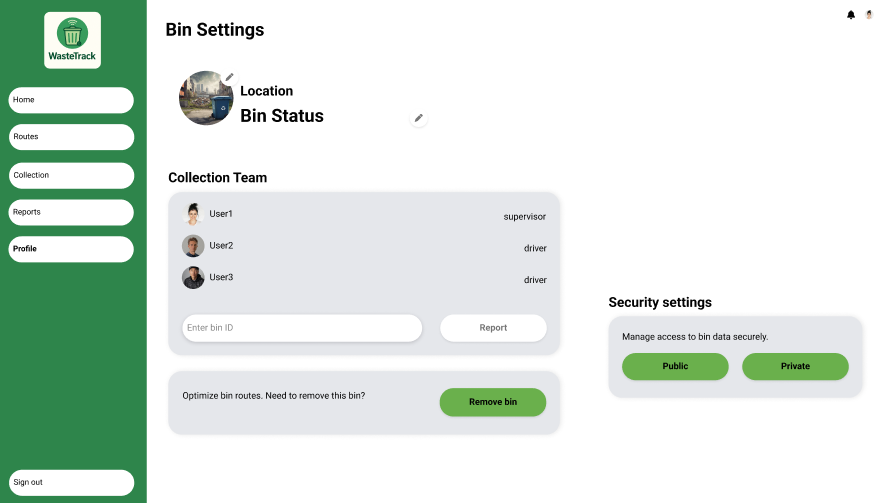 WasteTrack
Home
Routes
Collection
Reports
Profile
Sign out
Bin Settings
Location
Bin Status
Collection Team
User1
supervisor
User2
driver
User3
driver
Enter bin ID
Report
Optimize bin routes. Need to remove this bin?
Remove bin
Security settings
Manage access to bin data securely.
Public
Private